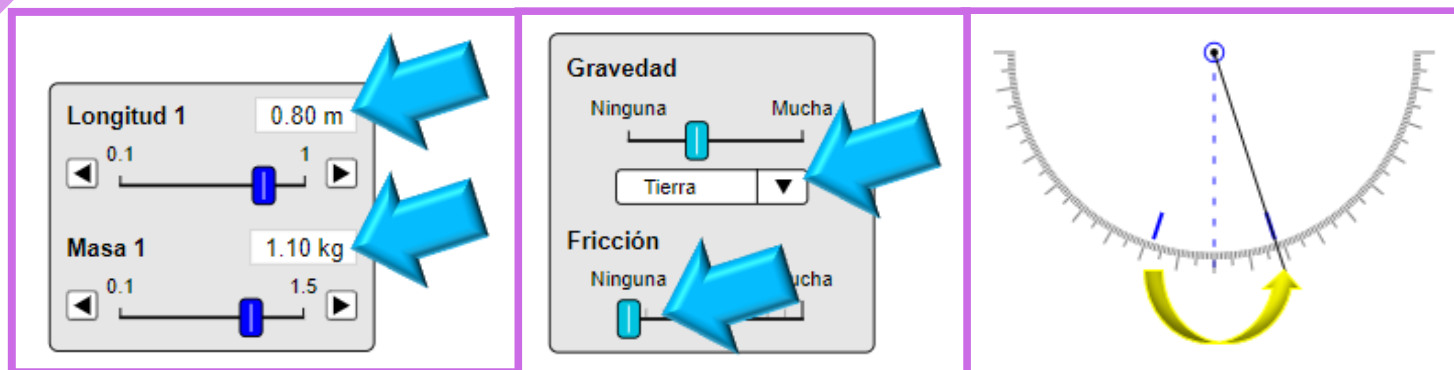 Longitud 1 0.80 m
0.1 1
Masa 1 1.10 kg
0.1 1.5
Gravedad
Ninguna Mucha
Tierra
Fricción
Ninguna